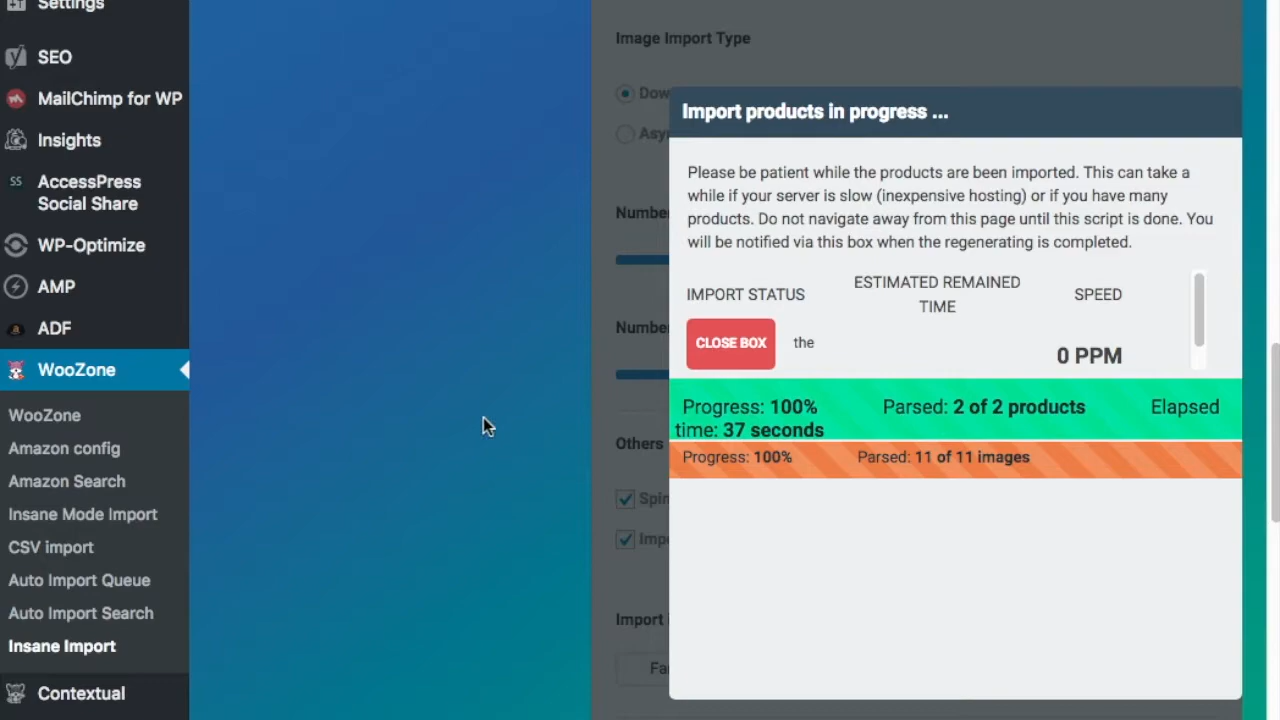 Settings
SEO
MailChimp for WP
Insights
AccessPress
Social Share
WP-Optimize
AMP
ADF
WooZone
WooZone
Amazon config
Amazon Search
Insane Mode Import
CSV import
Auto Import Queue
Auto Import Search
Insane Import
Contextual
Image Import Type
Import products in progress ...
Please be patient while the products are been imported. This can take a
while if your server is slow (inexpensive hosting) or if you have many
products. Do not navigate away from this page until this script is done. You
will be notified via this box when the regenerating is completed.
IMPORT STATUS
ESTIMATED REMAINED
TIME
SPEED
CLOSE BOX
the
0 PPM
Progress: 100% Parsed: 2 of 2 products Elapsed
time: 37 seconds
Progress: 100% Parsed: 11 of 11 images
Others